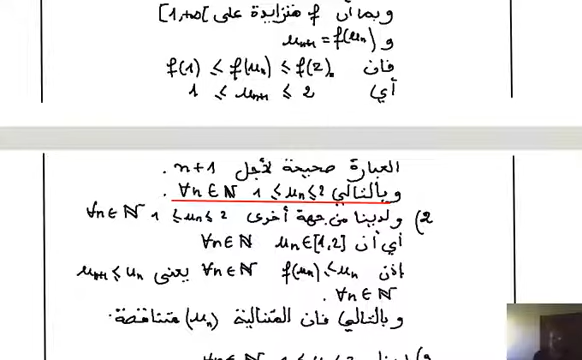 وبما أن f متزايدة على [1,+∞[
و u_{n+1} = f(u_n)
فان f(1) ≤ f(u_n) ≤ f(2).
أي 1 ≤ u_{n+1} ≤ 2
العبارة صحيحة لأجل n+1.
وبالتالي ∀n∈ℕ 1 ≤ u_n ≤ 2.
2) ولدينا من جهة أخرى ∀n∈ℕ 1 ≤ u_n ≤ 2
أي أن ∀n∈ℕ u_n∈[1,2]
إذن ∀n∈ℕ f(u_n) ≤ u_n يعني u_{n+1} ≤ u_n
∀n∈ℕ.
وبالتالي فان المتتالية (u_n) متناقصة.